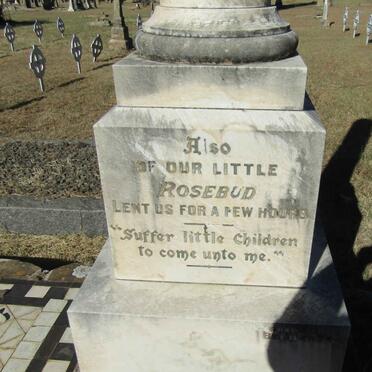 Also
OF OUR LITTLE
ROSEBUD
LENT US FOR A FEW HOURS
"Suffer little Children
to come unto me."